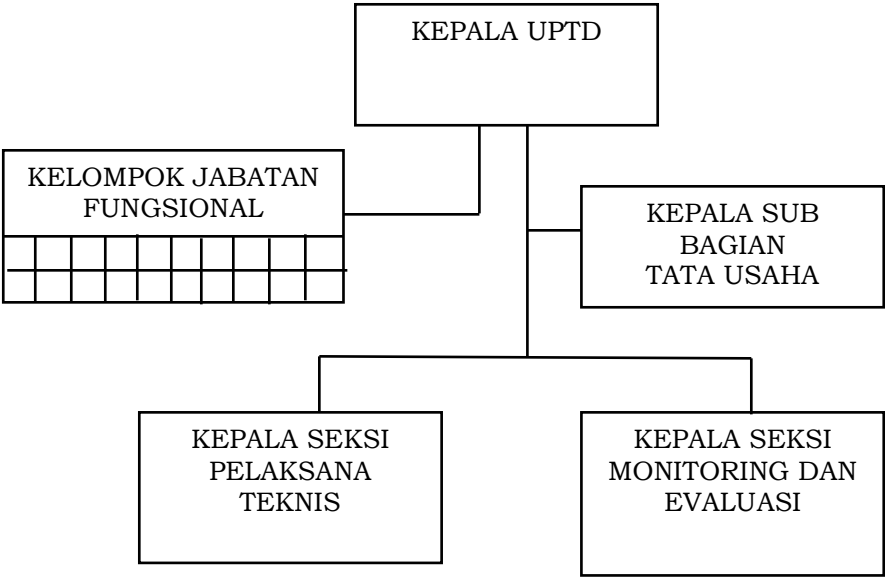 KEPALA UPTD
KELOMPOK JABATAN
FUNGSIONAL
KEPALA SUB
BAGIAN
TATA USAHA
KEPALA SEKSI
PELAKSANA
TEKNIS
KEPALA SEKSI
MONITORING DAN
EVALUASI